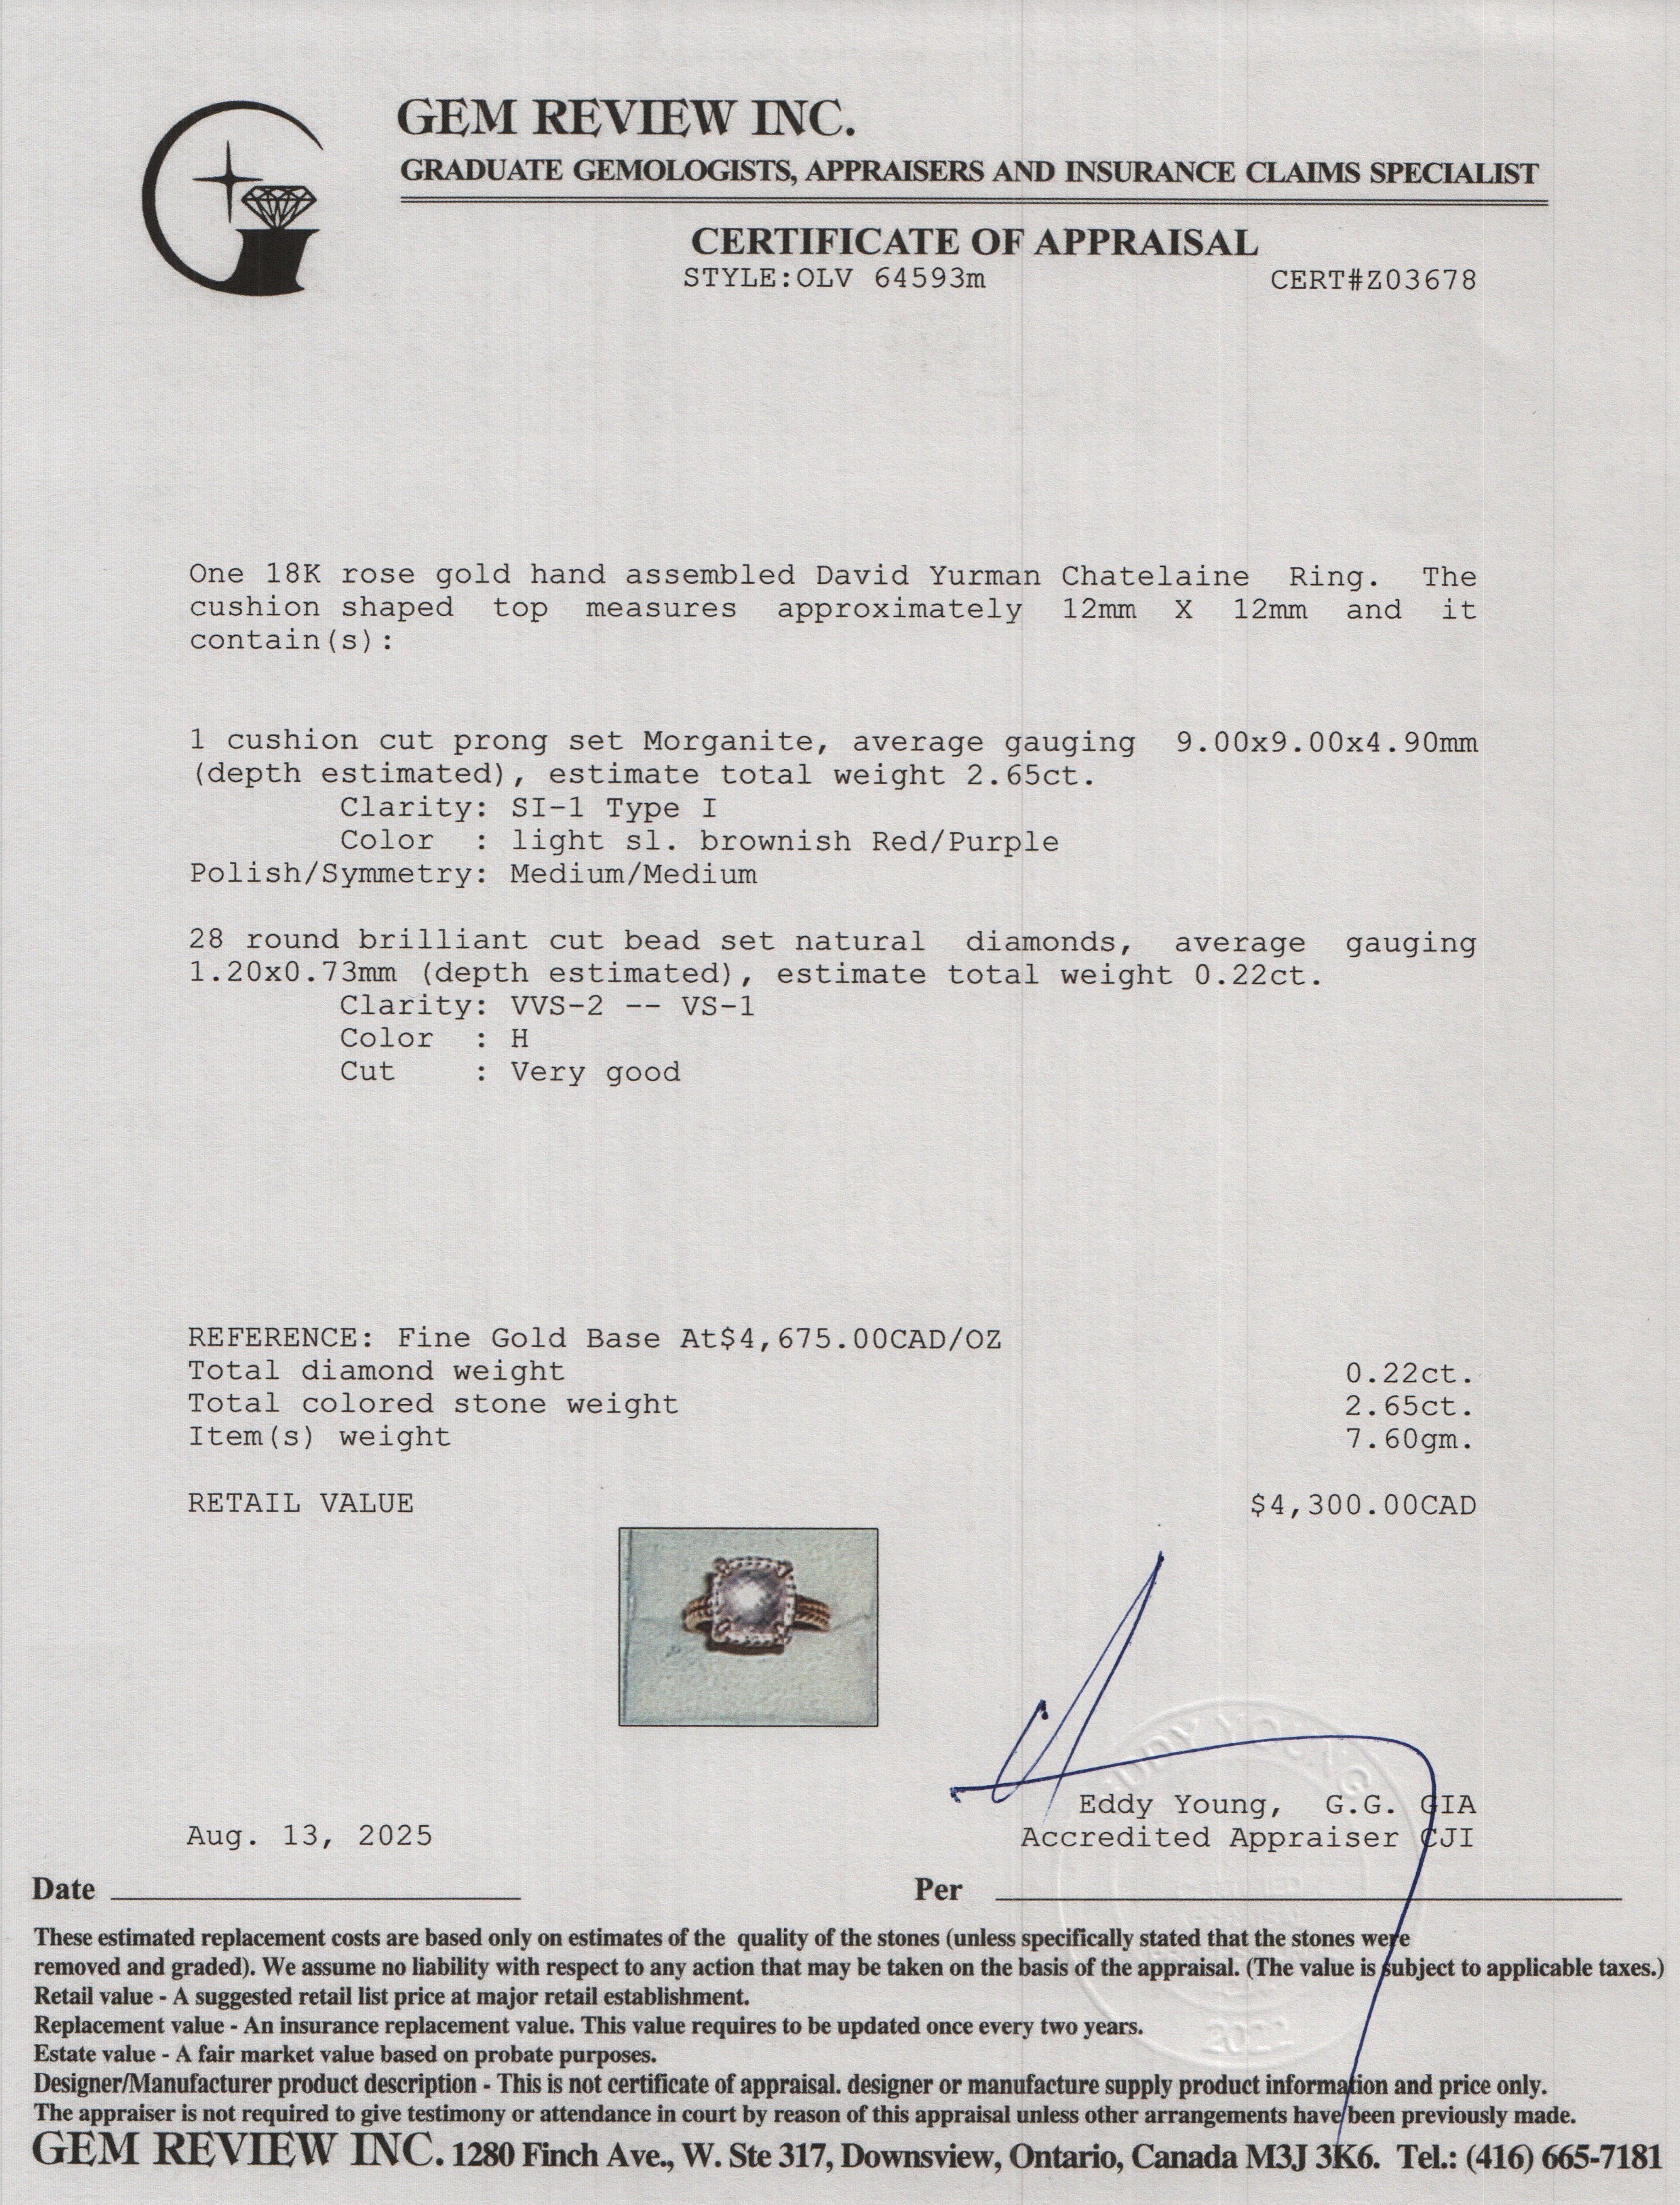 GEM REVIEW INC.
GRADUATE GEMOLOGISTS, APPRAISERS AND INSURANCE CLAIMS SPECIALIST
CERTIFICATE OF APPRAISAL
STYLE:OLV 64593m CERT#Z03678
One 18K rose gold hand assembled David Yurman Chatelaine Ring. The
cushion shaped top measures approximately 12mm X 12mm and it
contain(s):
1 cushion cut prong set Morganite, average gauging 9.00x9.00x4.90mm
(depth estimated), estimate total weight 2.65ct.
Clarity: SI-1 Type I
Color : light sl. brownish Red/Purple
Polish/Symmetry: Medium/Medium
28 round brilliant cut bead set natural diamonds, average gauging
1.20x0.73mm (depth estimated), estimate total weight 0.22ct.
Clarity: VVS-2 -- VS-1
Color : H
Cut : Very good
REFERENCE: Fine Gold Base At$4,675.00CAD/OZ
Total diamond weight 0.22ct.
Total colored stone weight 2.65ct.
Item(s) weight 7.60gm.
RETAIL VALUE $4,300.00CAD
Eddy Young, G.G. GIA
Aug. 13, 2025 Accredited Appraiser CJI
Date Per
These estimated replacement costs are based only on estimates of the quality of the stones (unless specifically stated that the stones were
removed and graded). We assume no liability with respect to any action that may be taken on the basis of the appraisal. (The value is subject to applicable taxes.)
Retail value - A suggested retail list price at major retail establishment.
Replacement value - An insurance replacement value. This value requires to be updated once every two years.
Estate value - A fair market value based on probate purposes.
Designer/Manufacturer product description - This is not certificate of appraisal. designer or manufacture supply product information and price only.
The appraiser is not required to give testimony or attendance in court by reason of this appraisal unless other arrangements have been previously made.
GEM REVIEW INC. 1280 Finch Ave., W. Ste 317, Downsview, Ontario, Canada M3J 3K6. Tel.: (416) 665-7181